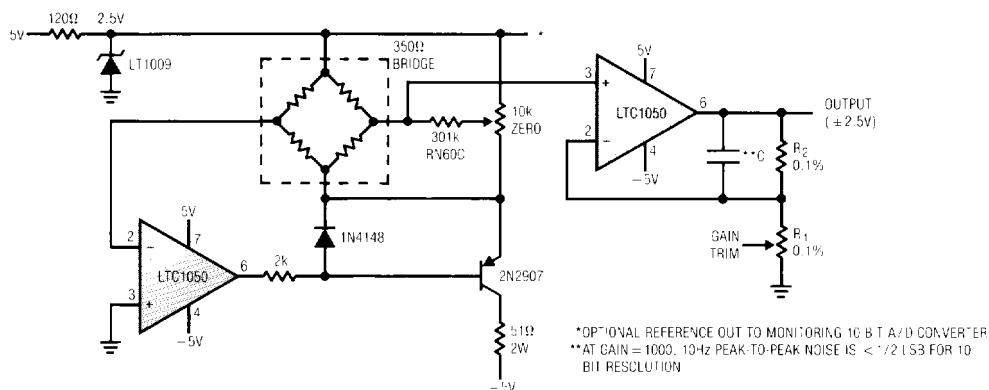 120Ω
2.5V
5V
LT1009
350Ω
BRIDGE
*
301k
RN60C
10k
ZERO
5V
7
3
+
LTC1050
6
2
−
4
−5V
OUTPUT
(±2.5V)
**C
R2
0.1%
GAIN
TRIM
R1
0.1%
5V
7
2
−
LTC1050
6
3
+
4
−5V
2k
1N4148
2N2907
51Ω
2W
−5V
*OPTIONAL REFERENCE OUT TO MONITORING 10 BIT A/D CONVERTER
**AT GAIN = 1000, 10Hz PEAK-TO-PEAK NOISE IS < 1/2 LSB FOR 10
BIT RESOLUTION